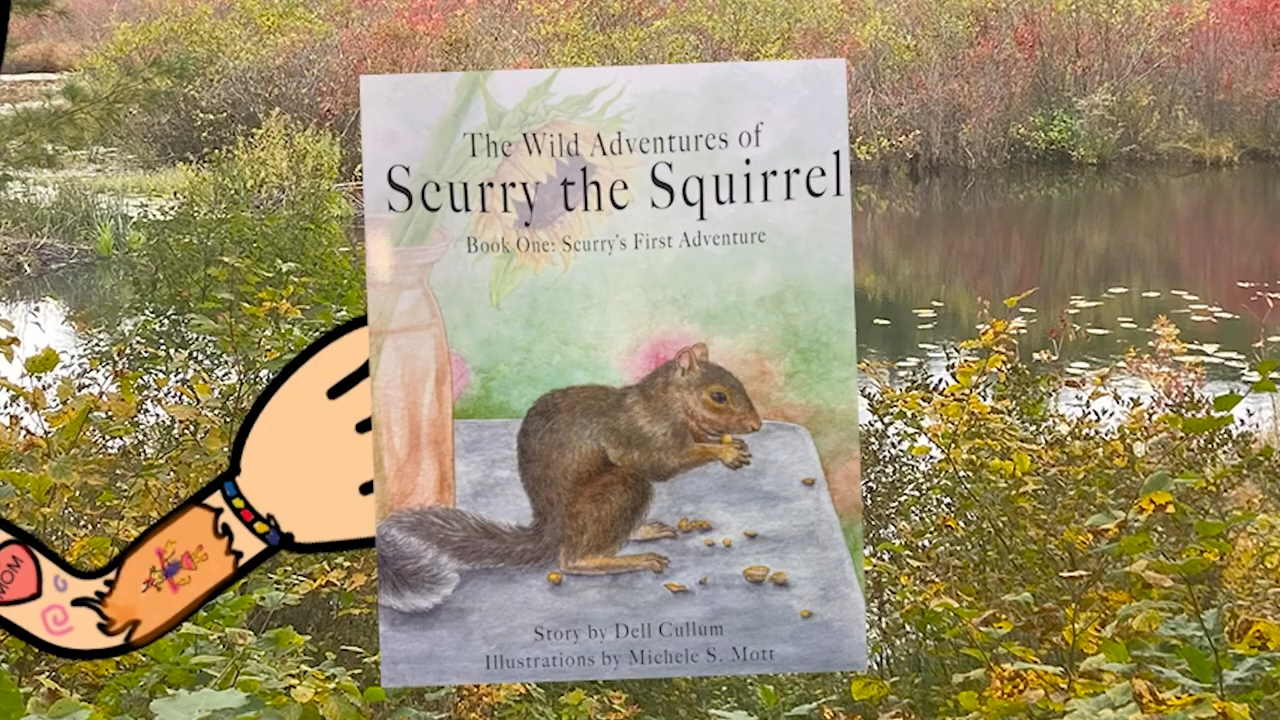 The Wild Adventures of
Scurry the Squirrel
Book One: Scurry's First Adventure
MOM
Story by Dell Cullum
Illustrations by Michele S. Mott